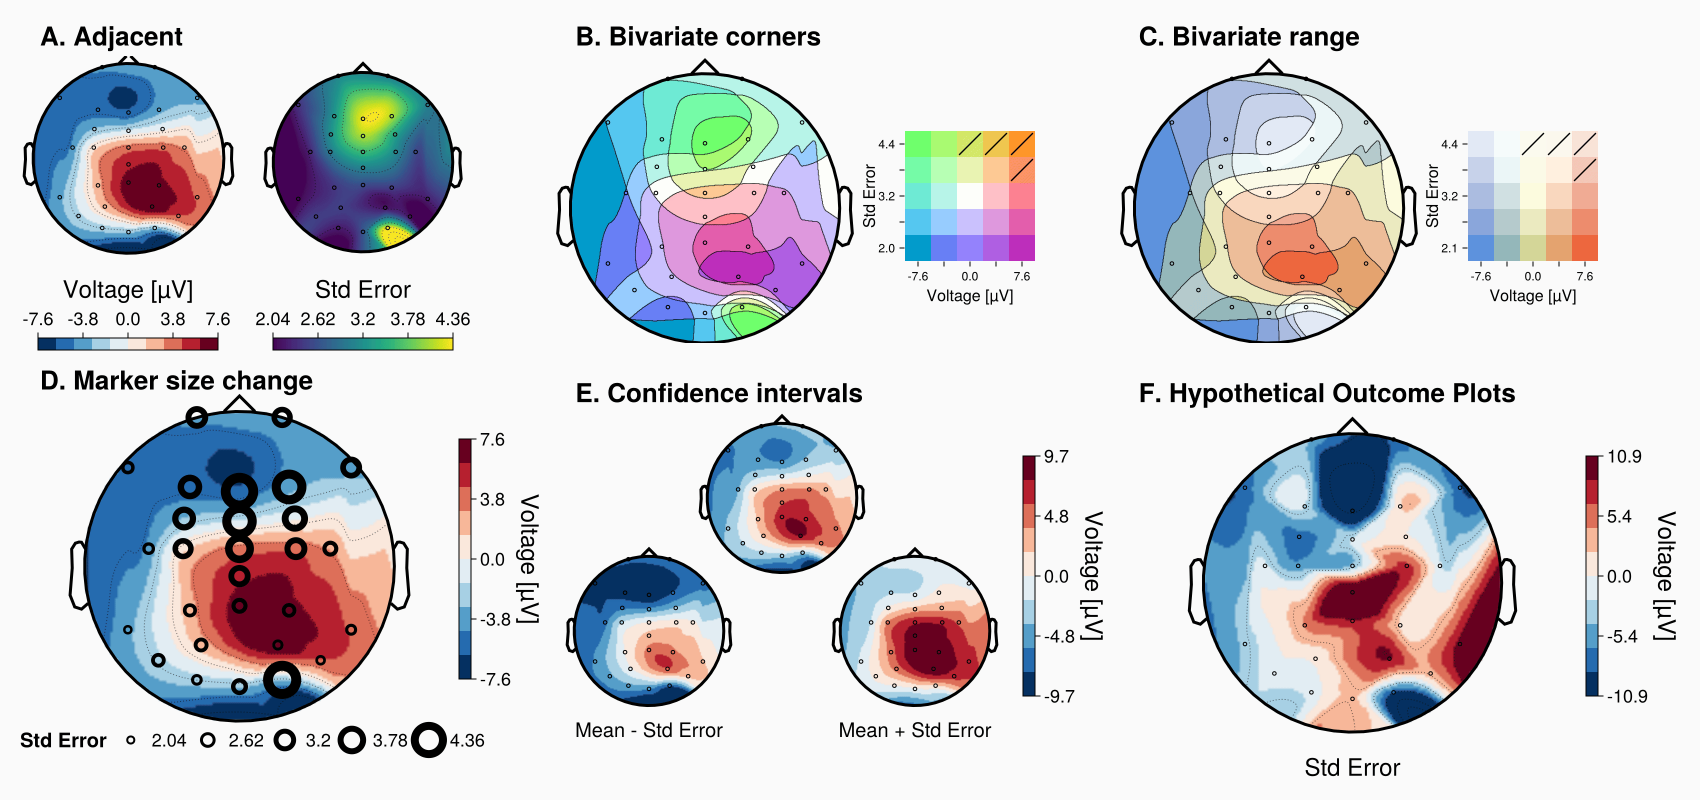 A. Adjacent
B. Bivariate corners
C. Bivariate range
4.4
3.2
2.0
Std Error
-7.6 0.0 7.6
Voltage [µV]
4.4
3.2
2.1
Std Error
-7.6 0.0 7.6
Voltage [µV]
Voltage [µV]
-7.6 -3.8 0.0 3.8 7.6
Std Error
2.04 2.62 3.2 3.78 4.36
D. Marker size change
7.6
3.8
0.0
-3.8
-7.6
Voltage [µV]
Std Error 2.04 2.62 3.2 3.78 4.36
E. Confidence intervals
9.7
4.8
0.0
-4.8
-9.7
Voltage [µV]
Mean - Std Error
Mean + Std Error
F. Hypothetical Outcome Plots
10.9
5.4
0.0
-5.4
-10.9
Voltage [µV]
Std Error